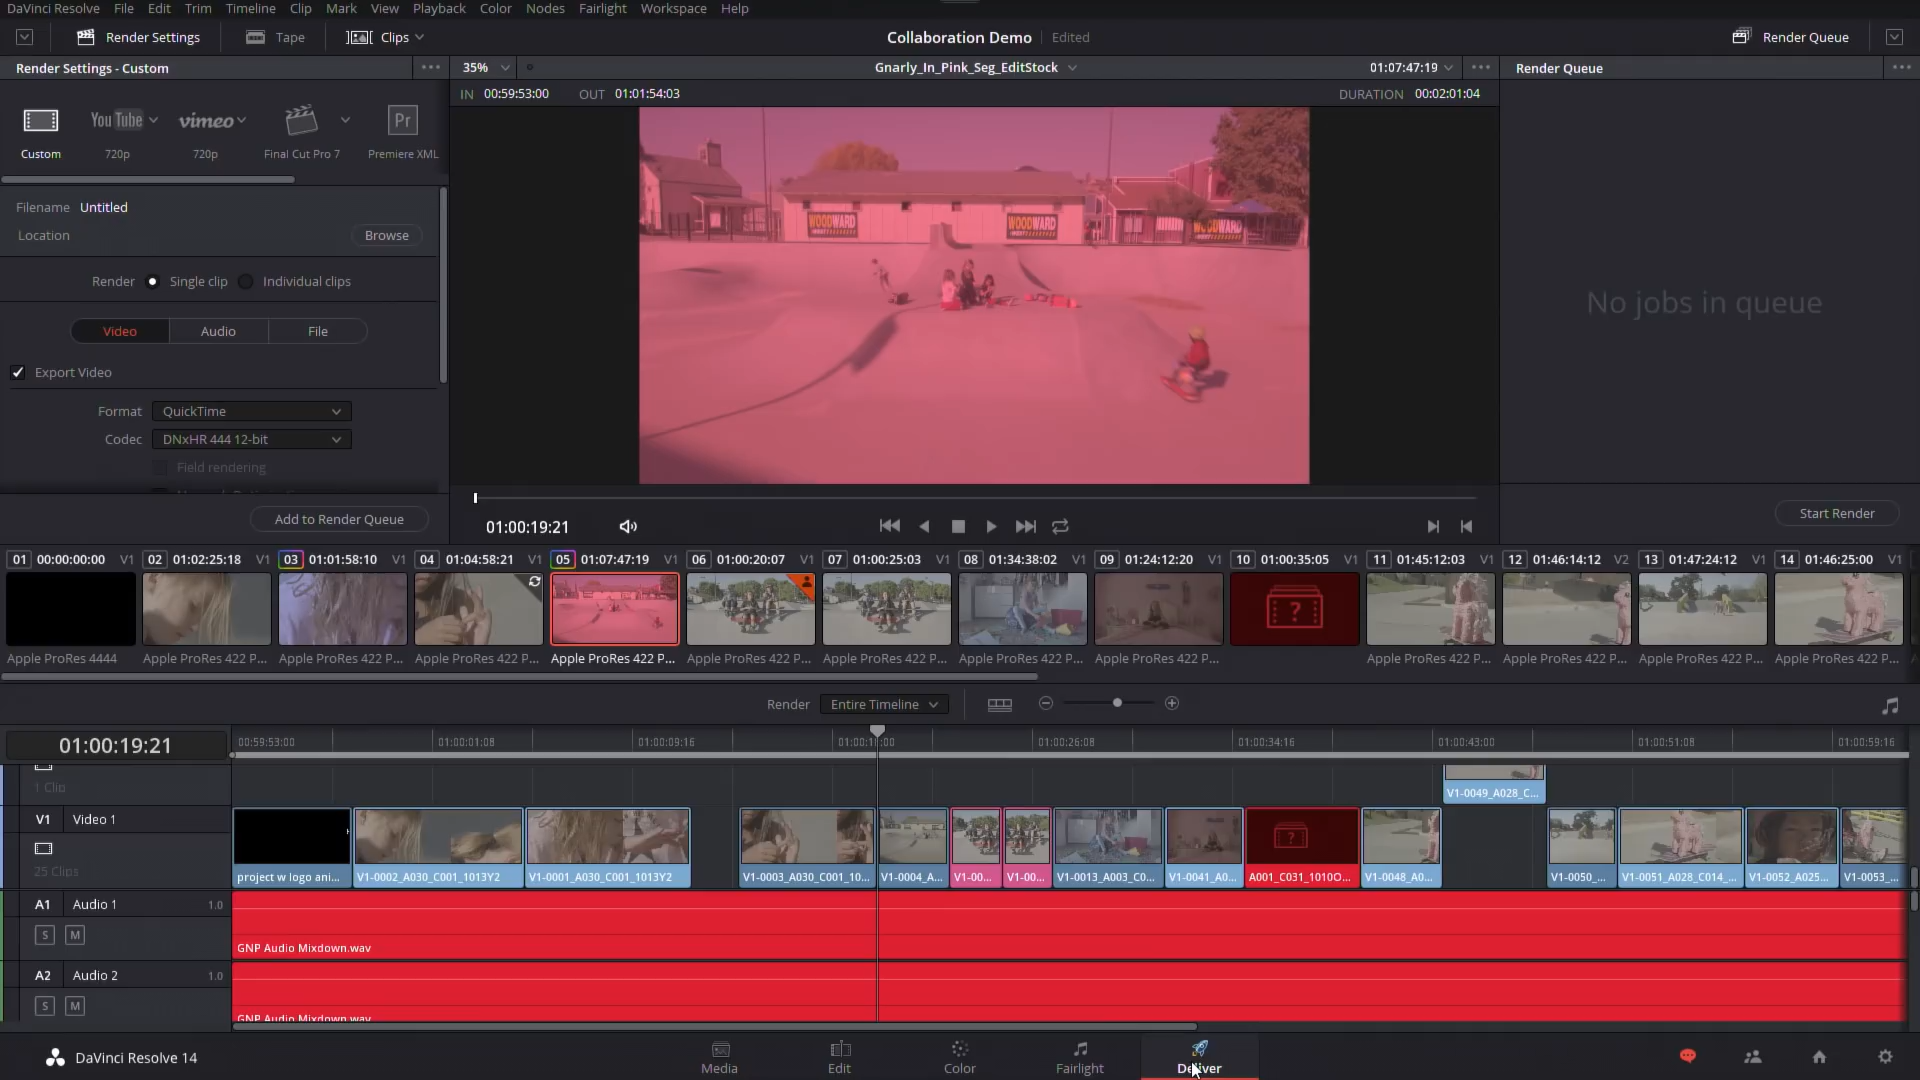 DaVinci Resolve File Edit Trim Timeline Clip Mark View Playback Color Nodes Fairlight Workspace Help
Render Settings Tape Clips Collaboration Demo Edited Render Queue
Render Settings - Custom 35% Gnarly_In_Pink_Seg_EditStock 01:07:47:19 Render Queue
IN 00:59:53:00 OUT 01:01:54:03 DURATION 00:02:01:04
YouTube vimeo Pr
Custom 720p 720p Final Cut Pro 7 Premiere XML
WOODWARD WOODWARD WOODWARD
Filename Untitled
Location Browse
Render Single clip Individual clips
No jobs in queue
Video Audio File
Export Video
Format QuickTime
Codec DNxHR 444 12-bit
Field rendering
Add to Render Queue
01:00:19:21
Start Render
01 00:00:00:00 V1 02 01:02:25:18 V1 03 01:01:58:10 V1 04 01:04:58:21 V1 05 01:07:47:19 V1 06 01:00:20:07 V1 07 01:00:25:03 V1 08 01:34:38:02 V1 09 01:24:12:20 V1 10 01:00:35:05 V1 11 01:45:12:03 V1 12 01:46:14:12 V2 13 01:47:24:12 V1 14 01:46:25:00 V1
?
Apple ProRes 4444 Apple ProRes 422 P... Apple ProRes 422 P... Apple ProRes 422 P... Apple ProRes 422 P... Apple ProRes 422 P... Apple ProRes 422 P... Apple ProRes 422 P... Apple ProRes 422 P... Apple ProRes 422 P... Apple ProRes 422 P... Apple ProRes 422 P... Apple ProRes 422 P...
Render Entire Timeline
01:00:19:21 00:59:53:00 01:00:01:08 01:00:09:16 01:00:26:08 01:00:34:16 01:00:43:00 01:00:51:08 01:00:59:16
1 Clip V1-0049_A028_C...
V1 Video 1
?
25 Clips
project w logo ani... V1-0002_A030_C001_1013Y2 V1-0001_A030_C001_1013Y2 V1-0003_A030_C001_10... V1-0004_A... V1-00... V1-00... V1-0013_A003_C0... V1-0041_A0... A001_C031_1010O... V1-0048_A0... V1-0050_... V1-0051_A028_C014_... V1-0052_A025... V1-0053_...
A1 Audio 1 1.0
S M
GNP Audio Mixdown.wav
A2 Audio 2 1.0
S M
GNP Audio Mixdown.wav
DaVinci Resolve 14 Media Edit Color Fairlight Deliver